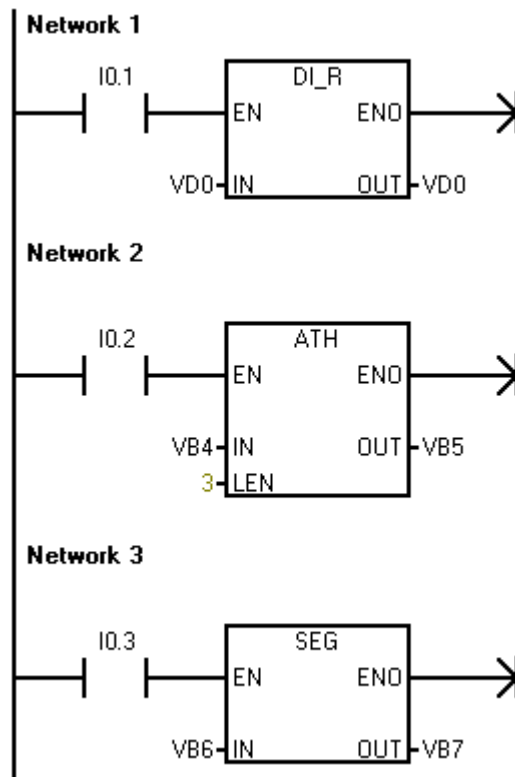 Network 1
I0.1
DI_R
EN ENO
VD0 IN OUT VD0
Network 2
I0.2
ATH
EN ENO
VB4 IN OUT VB5
3 LEN
Network 3
I0.3
SEG
EN ENO
VB6 IN OUT VB7